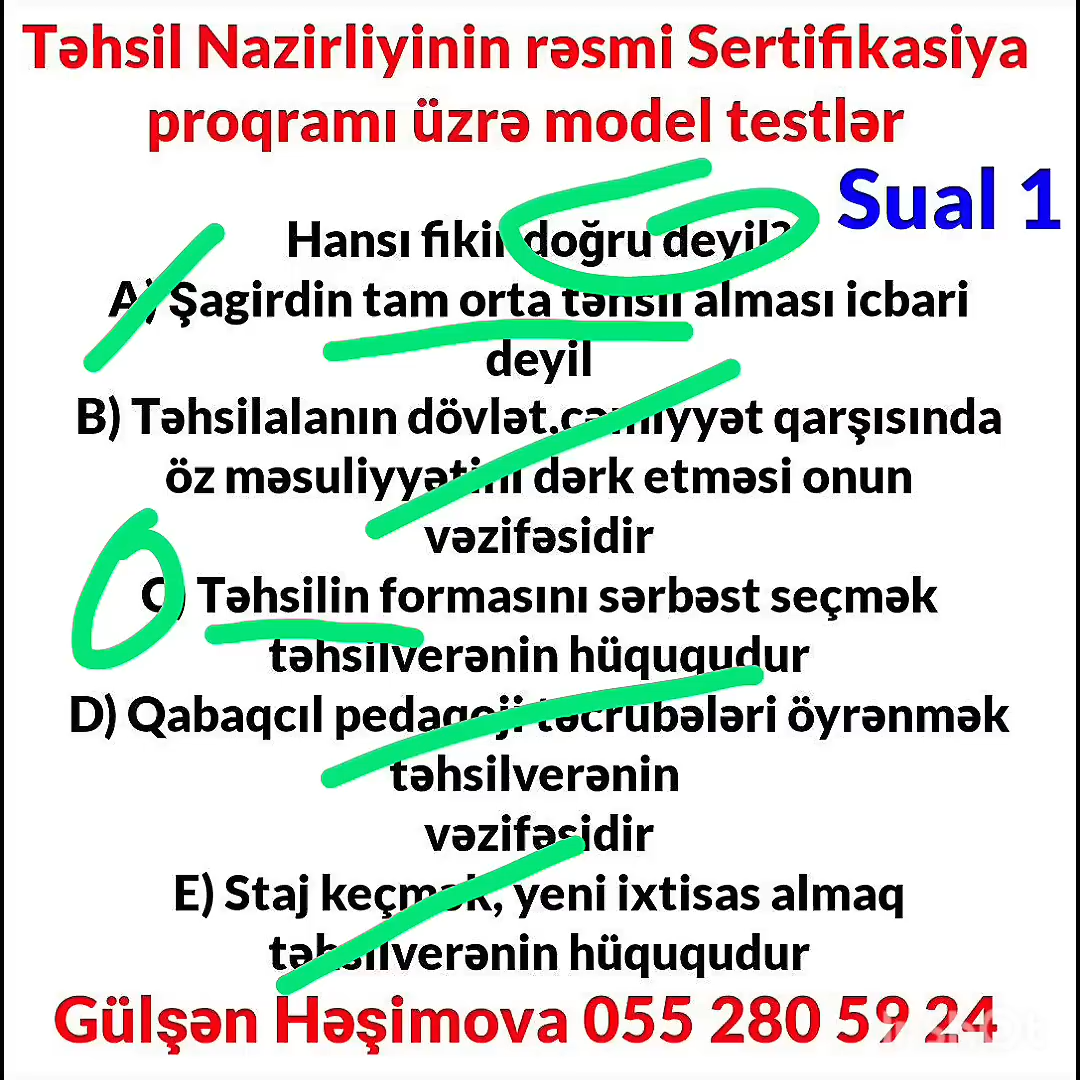 Təhsil Nazirliyinin rəsmi Sertifikasiya
proqramı üzrə model testlər
Sual 1
Hansı fikir doğru deyil?
A) Şagirdin tam orta təhsil alması icbari
deyil
B) Təhsilalanın dövlət.cəmiyyət qarşısında
öz məsuliyyətini dərk etməsi onun
vəzifəsidir
C) Təhsilin formasını sərbəst seçmək
təhsilverənin hüququdur
D) Qabaqcıl pedaqoji təcrubələri öyrənmək
təhsilverənin
vəzifəsidir
E) Staj keçmək, yeni ixtisas almaq
təhsilverənin hüququdur
Gülşən Həşimova 055 280 59 24